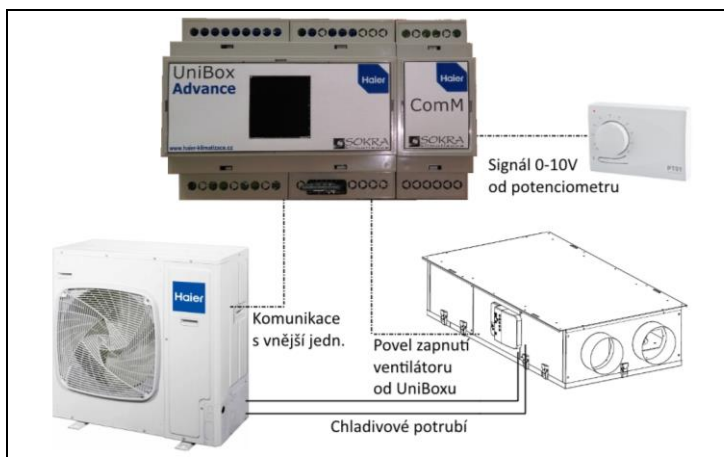 UniBox
Advance
Haier
www.haier-klimatizace.cz
SOKRA
Haier
ComM
SOKRA
Signál 0-10V
od potenciometru
Haier
Komunikace
s vnější jedn.
Povel zapnutí
ventilátoru
od UniBoxu
Chladivové potrubí